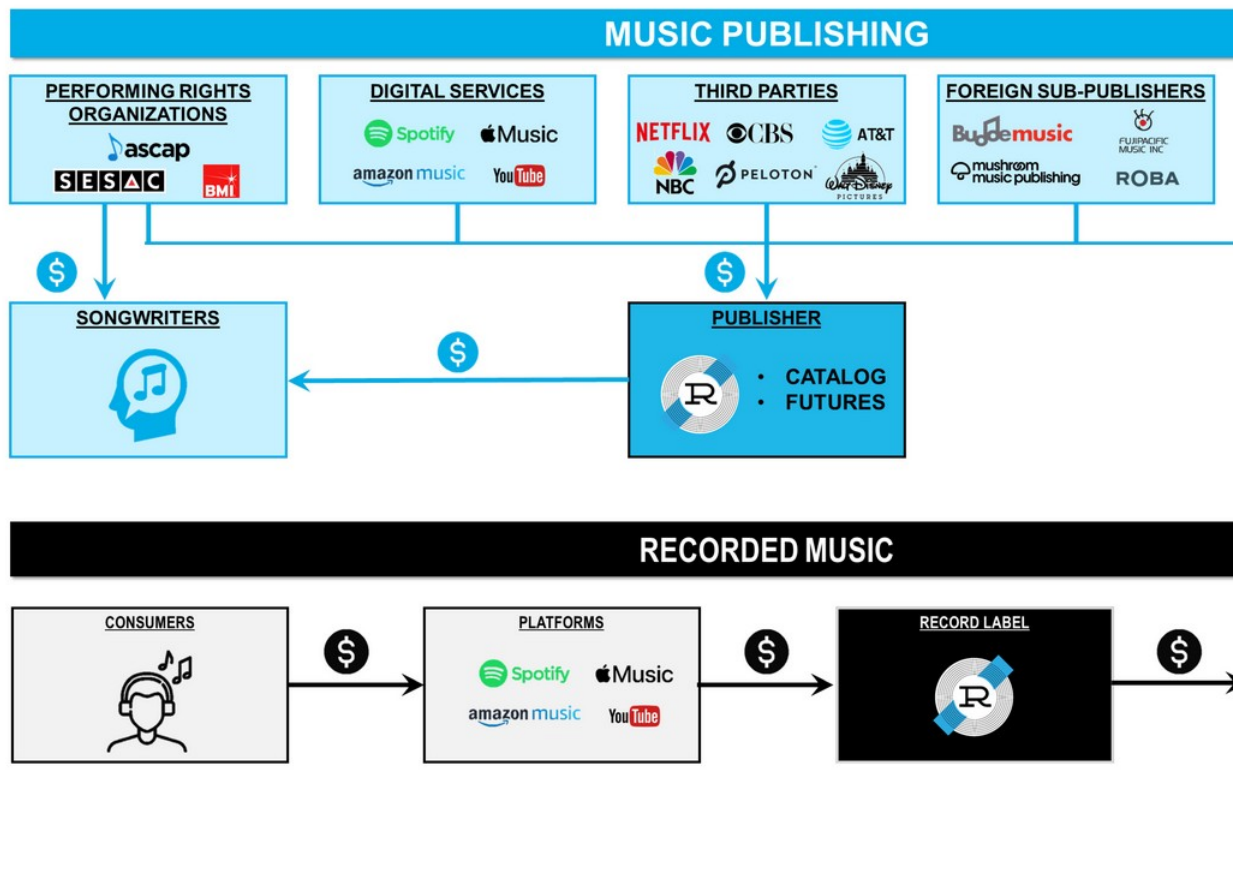 MUSIC PUBLISHING
PERFORMING RIGHTS
ORGANIZATIONS
ascap
SESAC
BMI
DIGITAL SERVICES
Spotify
Music
amazon music
YouTube
THIRD PARTIES
NETFLIX
CBS
AT&T
NBC
PELOTON
WALT DISNEY
PICTURES
FOREIGN SUB-PUBLISHERS
Buddemusic
FUJIPACIFIC
MUSIC INC
mushroom
music publishing
ROBA
$
$
SONGWRITERS
$
PUBLISHER
R
• CATALOG
• FUTURES
RECORDED MUSIC
CONSUMERS
$
PLATFORMS
Spotify
Music
amazon music
YouTube
$
RECORD LABEL
R
$